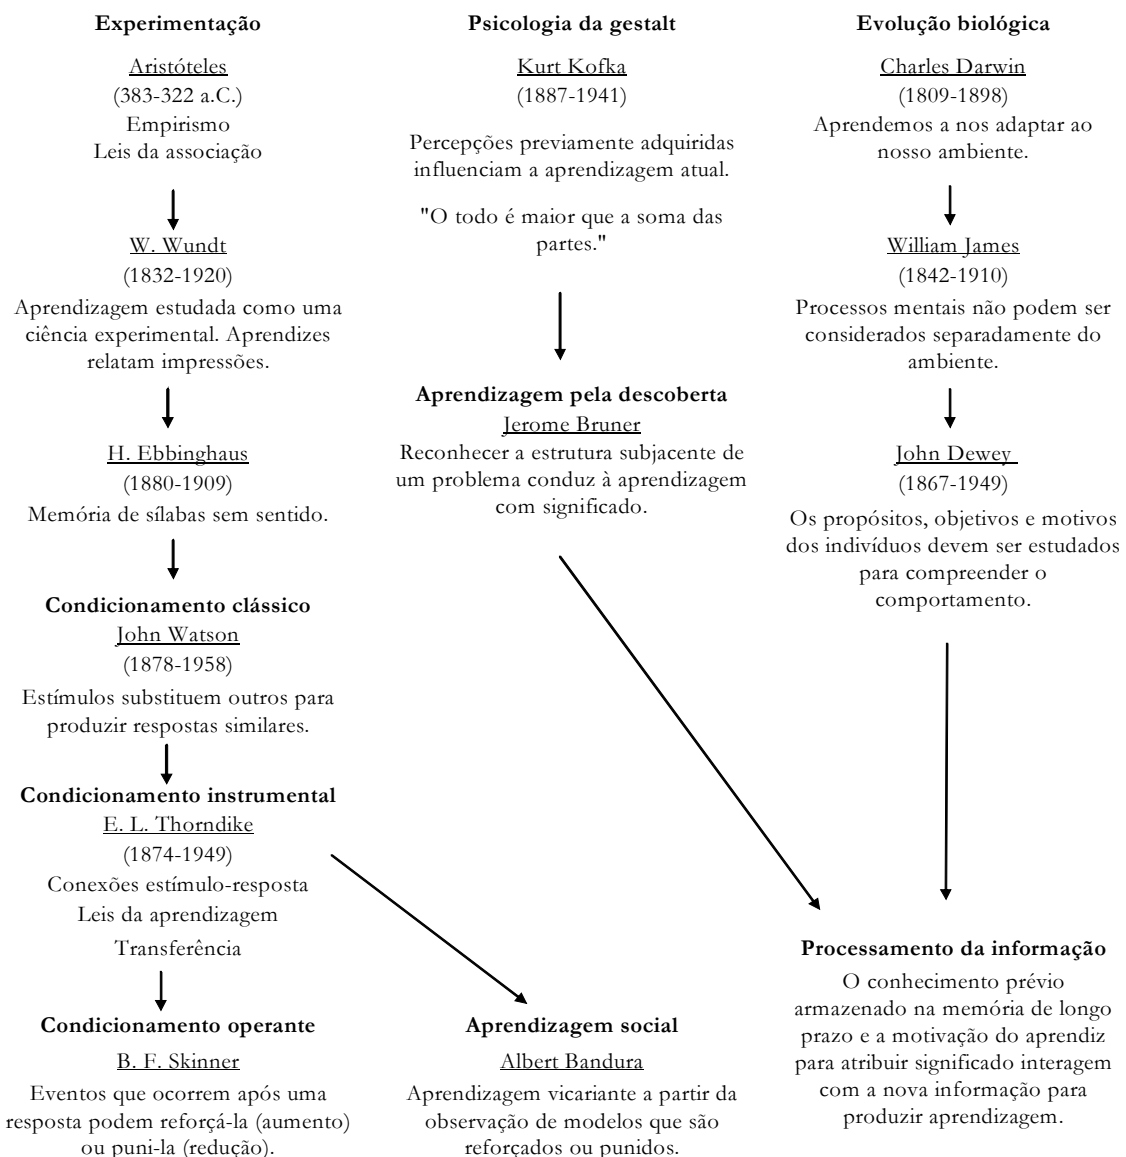 Experimentação
Aristóteles
(383-322 a.C.)
Empirismo
Leis da associação
W. Wundt
(1832-1920)
Aprendizagem estudada como uma
ciência experimental. Aprendizes
relatam impressões.
H. Ebbinghaus
(1880-1909)
Memória de sílabas sem sentido.
Condicionamento clássico
John Watson
(1878-1958)
Estímulos substituem outros para
produzir respostas similares.
Condicionamento instrumental
E. L. Thorndike
(1874-1949)
Conexões estímulo-resposta
Leis da aprendizagem
Transferência
Condicionamento operante
B. F. Skinner
Eventos que ocorrem após uma
resposta podem reforçá-la (aumento)
ou puni-la (redução).
Psicologia da gestalt
Kurt Kofka
(1887-1941)
Percepções previamente adquiridas
influenciam a aprendizagem atual.
"O todo é maior que a soma das
partes."
Aprendizagem pela descoberta
Jerome Bruner
Reconhecer a estrutura subjacente de
um problema conduz à aprendizagem
com significado.
Aprendizagem social
Albert Bandura
Aprendizagem vicariante a partir da
observação de modelos que são
reforçados ou punidos.
Evolução biológica
Charles Darwin
(1809-1898)
Aprendemos a nos adaptar ao
nosso ambiente.
William James
(1842-1910)
Processos mentais não podem ser
considerados separadamente do
ambiente.
John Dewey
(1867-1949)
Os propósitos, objetivos e motivos
dos indivíduos devem ser estudados
para compreender o
comportamento.
Processamento da informação
O conhecimento prévio
armazenado na memória de longo
prazo e a motivação do aprendiz
para atribuir significado interagem
com a nova informação para
produzir aprendizagem.